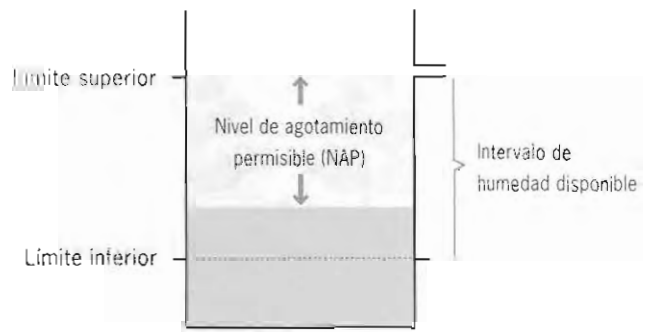 Límite superior
Nivel de agotamiento
permisible (NAP)
Intervalo de
humedad disponible
Límite inferior